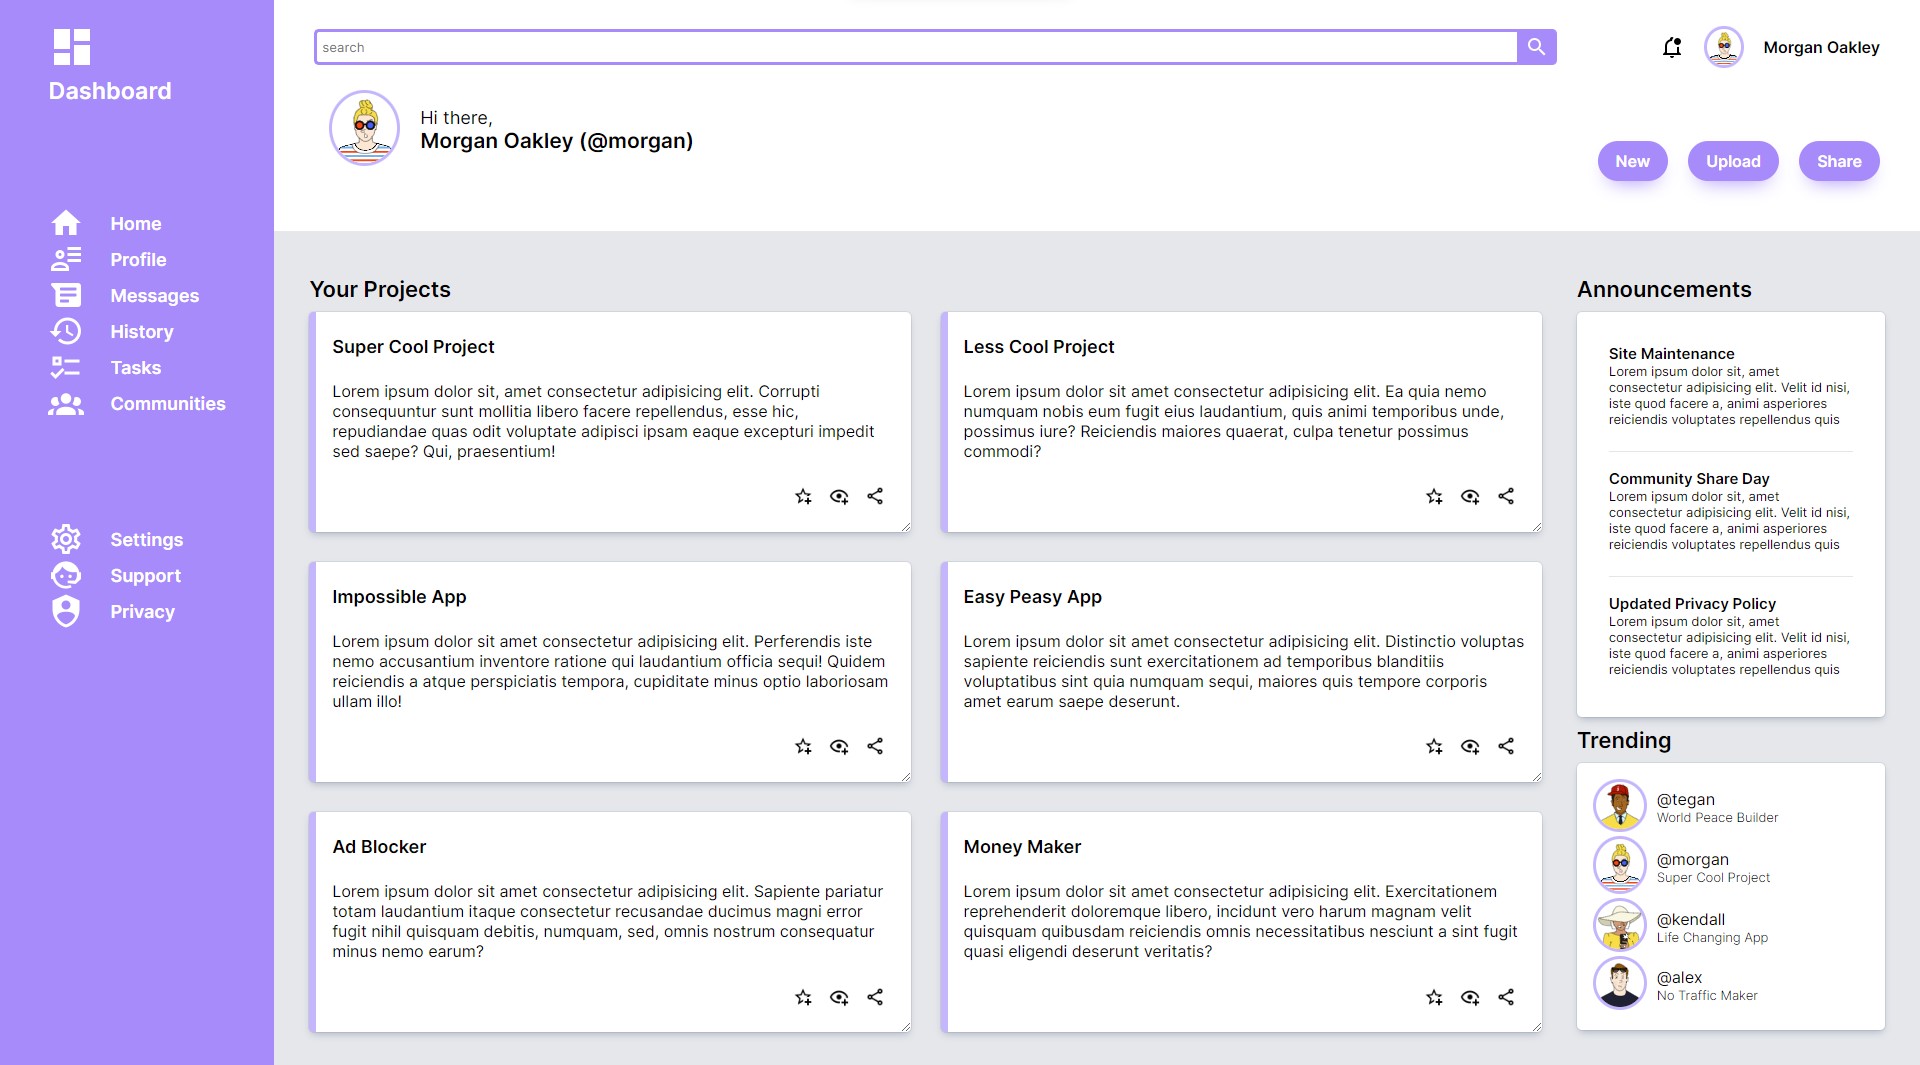 Dashboard
Home
Profile
Messages
History
Tasks
Communities
Settings
Support
Privacy
search
Morgan Oakley
Hi there,
Morgan Oakley (@morgan)
New
Upload
Share
Your Projects
Super Cool Project
Lorem ipsum dolor sit, amet consectetur adipisicing elit. Corrupti
consequuntur sunt mollitia libero facere repellendus, esse hic,
repudiandae quas odit voluptate adipisci ipsam eaque excepturi impedit
sed saepe? Qui, praesentium!
Less Cool Project
Lorem ipsum dolor sit amet consectetur adipisicing elit. Ea quia nemo
numquam nobis eum fugit eius laudantium, quis animi temporibus unde,
possimus iure? Reiciendis maiores quaerat, culpa tenetur possimus
commodi?
Impossible App
Lorem ipsum dolor sit amet consectetur adipisicing elit. Perferendis iste
nemo accusantium inventore ratione qui laudantium officia sequi! Quidem
reiciendis a atque perspiciatis tempora, cupiditate minus optio laboriosam
ullam illo!
Easy Peasy App
Lorem ipsum dolor sit amet consectetur adipisicing elit. Distinctio voluptas
sapiente reiciendis sunt exercitationem ad temporibus blanditiis
voluptatibus sint quia numquam sequi, maiores quis tempore corporis
amet earum saepe deserunt.
Ad Blocker
Lorem ipsum dolor sit amet consectetur adipisicing elit. Sapiente pariatur
totam laudantium itaque consectetur recusandae ducimus magni error
fugit nihil quisquam debitis, numquam, sed, omnis nostrum consequatur
minus nemo earum?
Money Maker
Lorem ipsum dolor sit amet consectetur adipisicing elit. Exercitationem
reprehenderit doloremque libero, incidunt vero harum magnam velit
quisquam quibusdam reiciendis omnis necessitatibus nesciunt a sint fugit
quasi eligendi deserunt veritatis?
Announcements
Site Maintenance
Lorem ipsum dolor sit, amet
consectetur adipisicing elit. Velit id nisi,
iste quod facere a, animi asperiores
reiciendis voluptates repellendus quis
Community Share Day
Lorem ipsum dolor sit, amet
consectetur adipisicing elit. Velit id nisi,
iste quod facere a, animi asperiores
reiciendis voluptates repellendus quis
Updated Privacy Policy
Lorem ipsum dolor sit, amet
consectetur adipisicing elit. Velit id nisi,
iste quod facere a, animi asperiores
reiciendis voluptates repellendus quis
Trending
@tegan
World Peace Builder
@morgan
Super Cool Project
@kendall
Life Changing App
@alex
No Traffic Maker